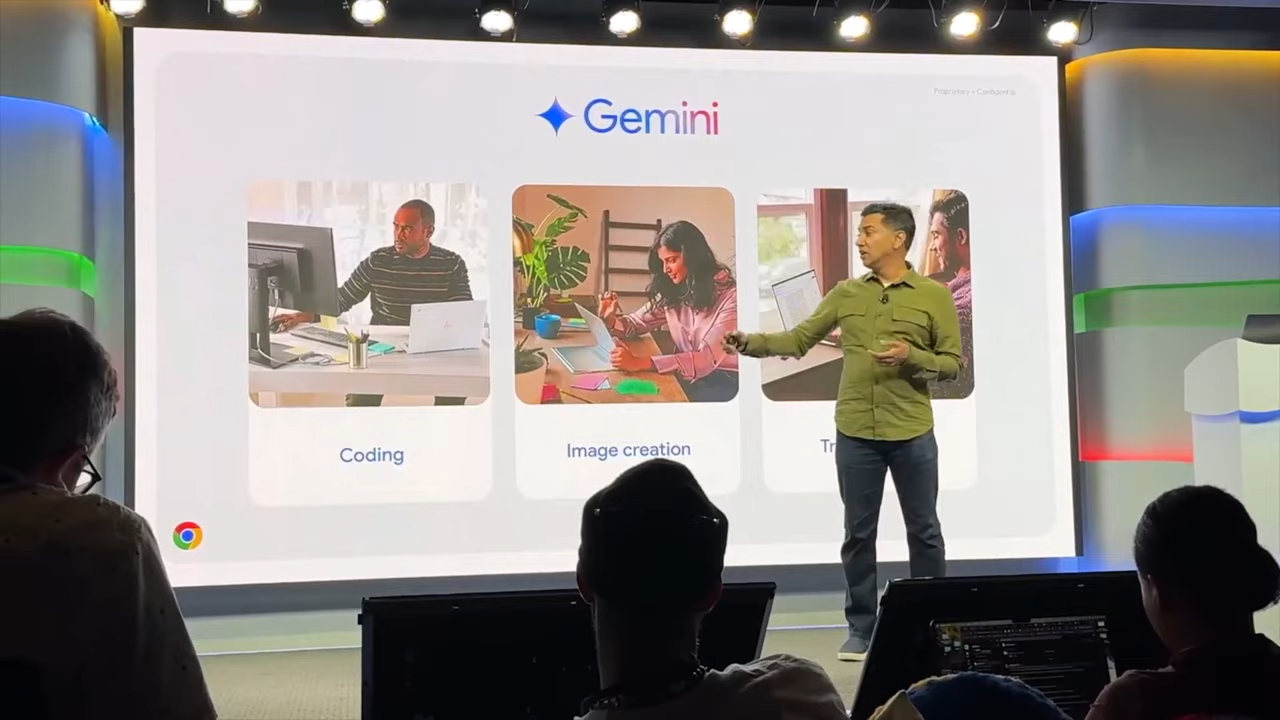 Proprietary + Confidential
Gemini
Coding
Image creation
Tr